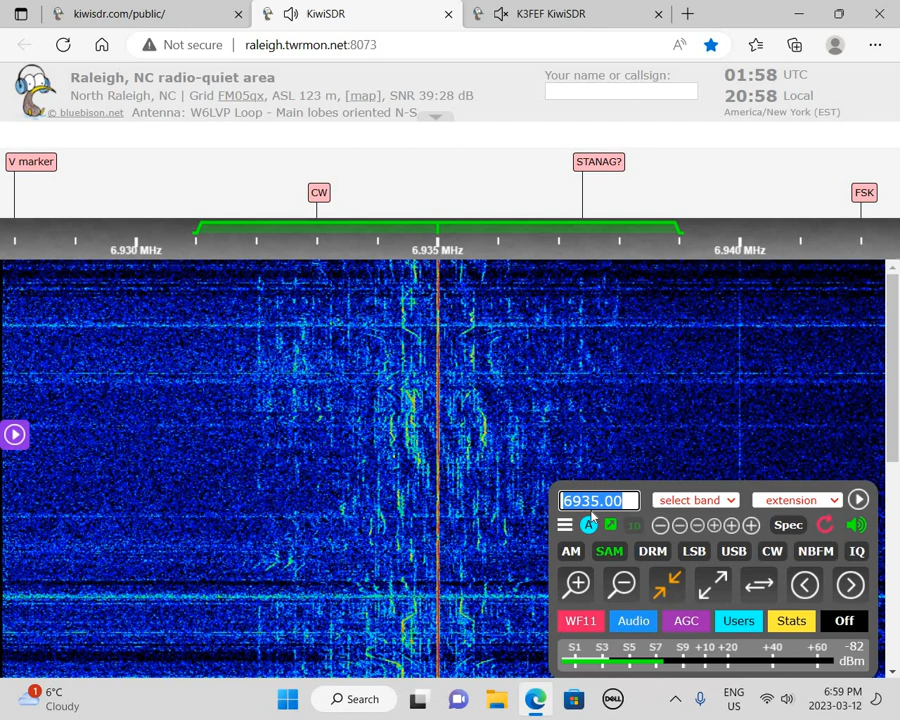 kiwisdr.com/public/
KiwiSDR
K3FEF KiwiSDR
Not secure
raleigh.twrmon.net:8073
Raleigh, NC radio-quiet area
North Raleigh, NC | Grid FM05qx, ASL 123 m, [map], SNR 39:28 dB
© bluebison.net
Antenna: W6LVP Loop - Main lobes oriented N-S
Your name or callsign:
01:58 UTC
20:58 Local
America/New York (EST)
V marker
STANAG?
CW
FSK
6.930 MHz
6.935 MHz
6.940 MHz
6935.00
select band
extension
A
10
Spec
AM
SAM
DRM
LSB
USB
CW
NBFM
IQ
WF11
Audio
AGC
Users
Stats
Off
S1 S3 S5 S7 S9 +10 +20 +40 +60 -82
dBm
1
6°C
Cloudy
Search
DELL
ENG
US
6:59 PM
2023-03-12